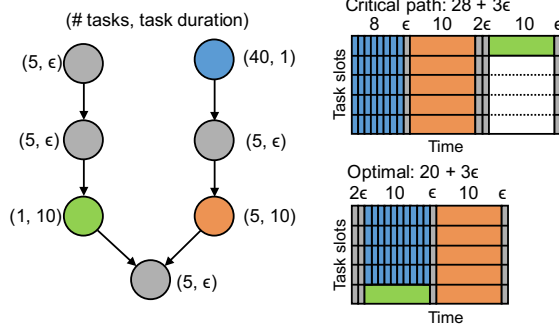 (# tasks, task duration)
(5, ϵ)
(40, 1)
(5, ϵ)
(5, ϵ)
(1, 10)
(5, 10)
(5, ϵ)
Critical path: 28 + 3ϵ
8 ϵ 10 2ϵ 10 ϵ
Task slots
Time
Optimal: 20 + 3ϵ
2ϵ 10 ϵ 10 ϵ
Task slots
Time